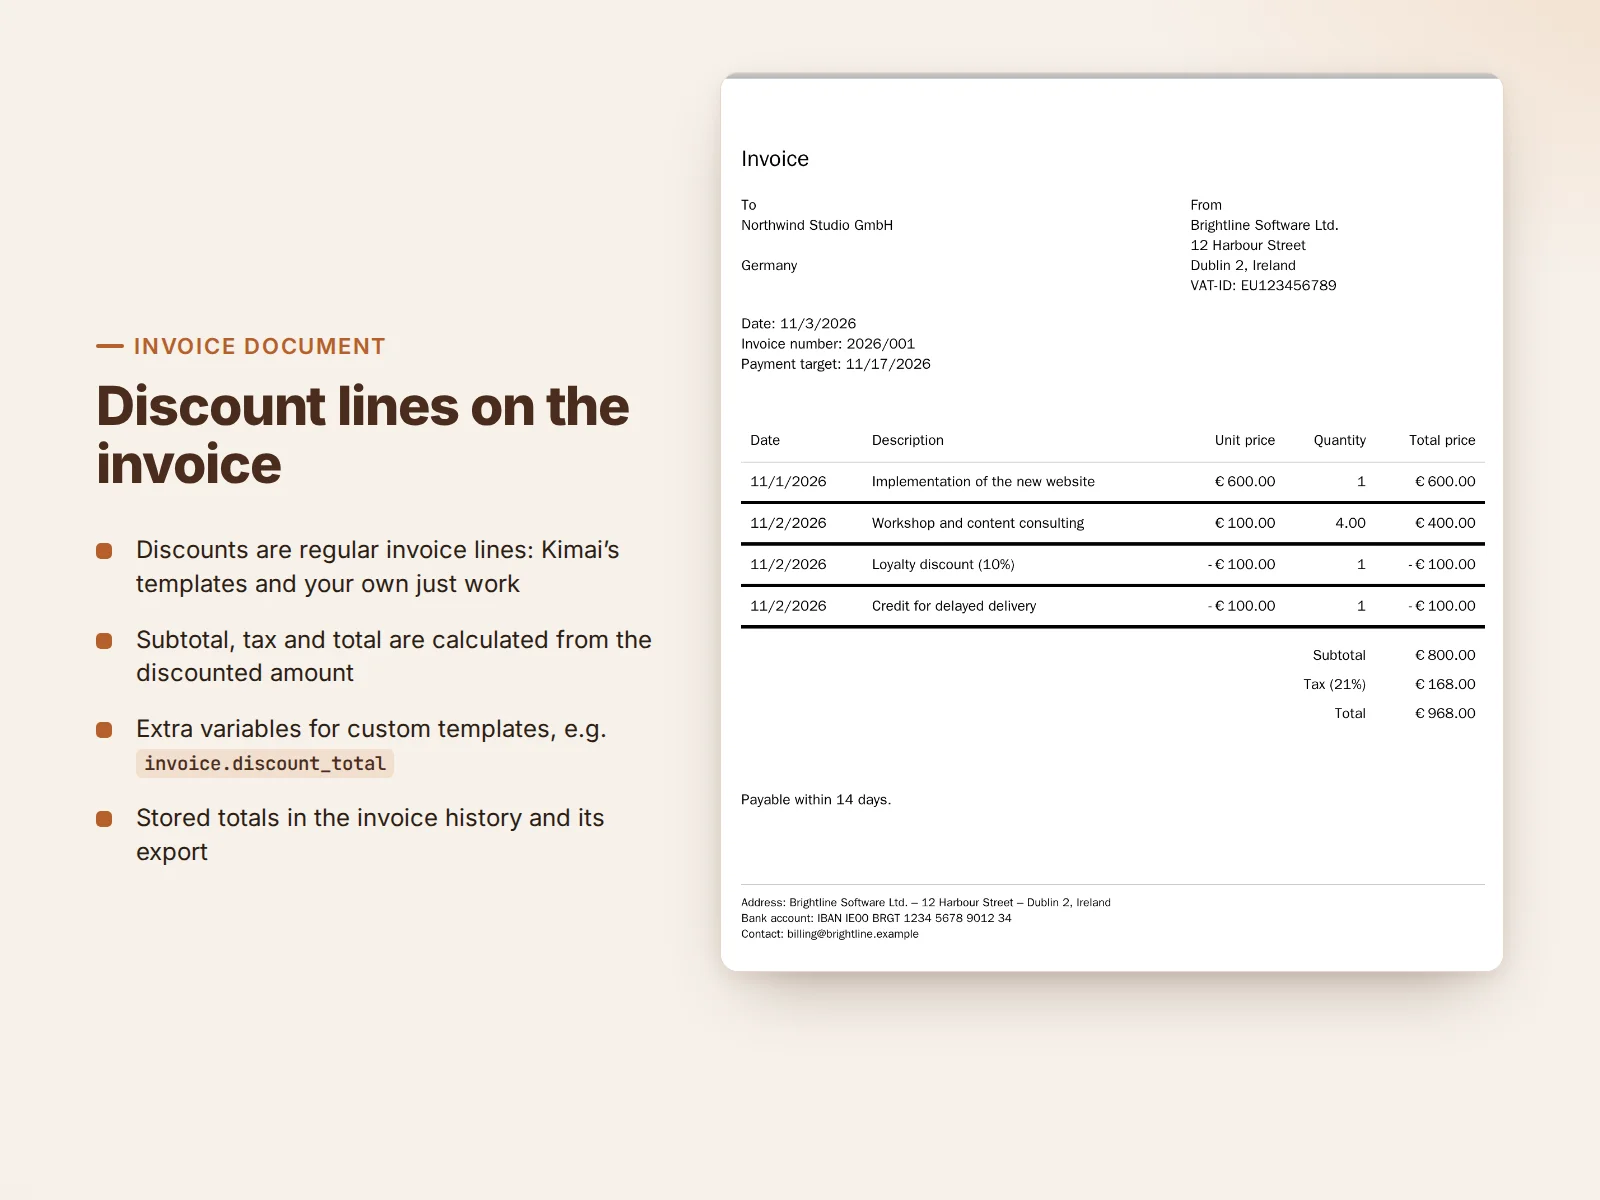 INVOICE DOCUMENT
Discount lines on the
invoice
Discounts are regular invoice lines: Kimai’s
templates and your own just work
Subtotal, tax and total are calculated from the
discounted amount
Extra variables for custom templates, e.g.
invoice.discount_total
Stored totals in the invoice history and its
export
Invoice
To
Northwind Studio GmbH
Germany
From
Brightline Software Ltd.
12 Harbour Street
Dublin 2, Ireland
VAT-ID: EU123456789
Date: 11/3/2026
Invoice number: 2026/001
Payment target: 11/17/2026
Date Description Unit price Quantity Total price
11/1/2026 Implementation of the new website € 600.00 1 € 600.00
11/2/2026 Workshop and content consulting € 100.00 4.00 € 400.00
11/2/2026 Loyalty discount (10%) - € 100.00 1 - € 100.00
11/2/2026 Credit for delayed delivery - € 100.00 1 - € 100.00
Subtotal € 800.00
Tax (21%) € 168.00
Total € 968.00
Payable within 14 days.
Address: Brightline Software Ltd. – 12 Harbour Street – Dublin 2, Ireland
Bank account: IBAN IE00 BRGT 1234 5678 9012 34
Contact: billing@brightline.example